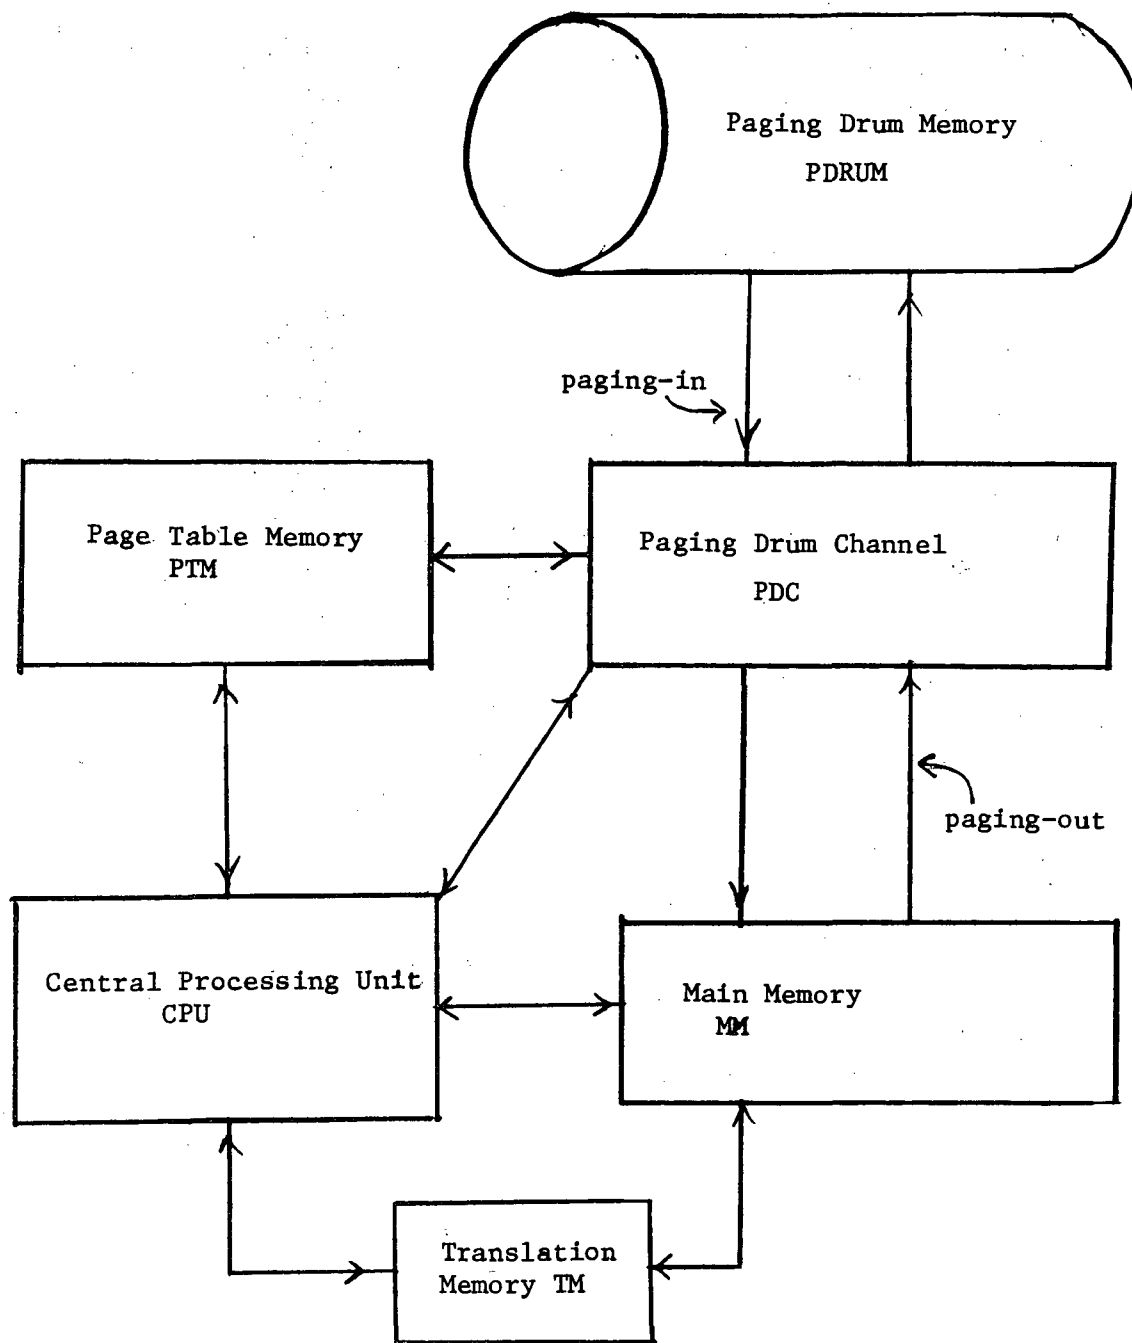 Paging Drum Memory
PDRUM
paging-in
Page Table Memory
PTM
Paging Drum Channel
PDC
paging-out
Central Processing Unit
CPU
Main Memory
MM
Translation
Memory TM